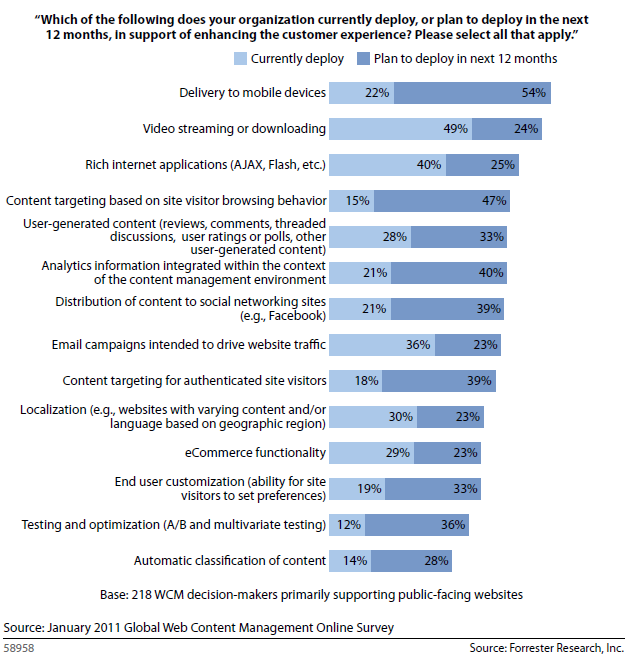 “Which of the following does your organization currently deploy, or plan to deploy in the next
12 months, in support of enhancing the customer experience? Please select all that apply.”
Currently deploy Plan to deploy in next 12 months
Delivery to mobile devices 22% 54%
Video streaming or downloading 49% 24%
Rich internet applications (AJAX, Flash, etc.) 40% 25%
Content targeting based on site visitor browsing behavior 15% 47%
User-generated content (reviews, comments, threaded
discussions, user ratings or polls, other
user-generated content) 28% 33%
Analytics information integrated within the context
of the content management environment 21% 40%
Distribution of content to social networking sites
(e.g., Facebook) 21% 39%
Email campaigns intended to drive website traffic 36% 23%
Content targeting for authenticated site visitors 18% 39%
Localization (e.g., websites with varying content and/or
language based on geographic region) 30% 23%
eCommerce functionality 29% 23%
End user customization (ability for site
visitors to set preferences) 19% 33%
Testing and optimization (A/B and multivariate testing) 12% 36%
Automatic classification of content 14% 28%
Base: 218 WCM decision-makers primarily supporting public-facing websites
Source: January 2011 Global Web Content Management Online Survey
58958 Source: Forrester Research, Inc.